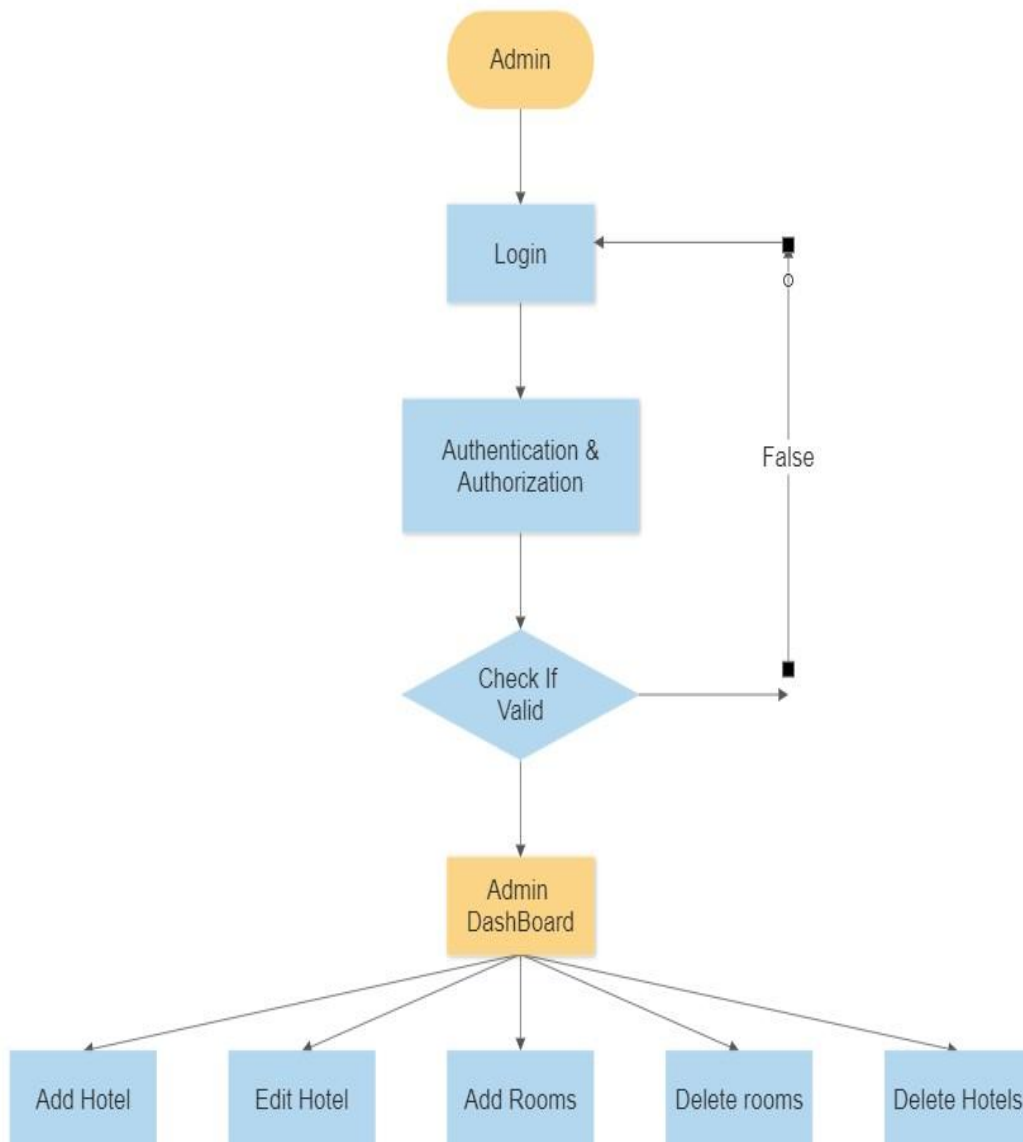 Admin
Login
Authentication &
Authorization
False
Check If
Valid
Admin
DashBoard
Add Hotel
Edit Hotel
Add Rooms
Delete rooms
Delete Hotels